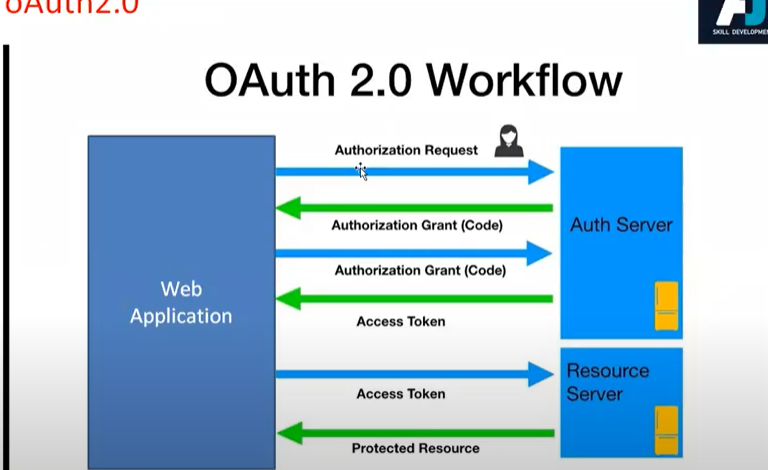 oAuth2.0
SKILL DEVELOPMEN
OAuth 2.0 Workflow
Authorization Request
Authorization Grant (Code)
Auth Server
Authorization Grant (Code)
Web
Application
Access Token
Resource
Server
Access Token
Protected Resource